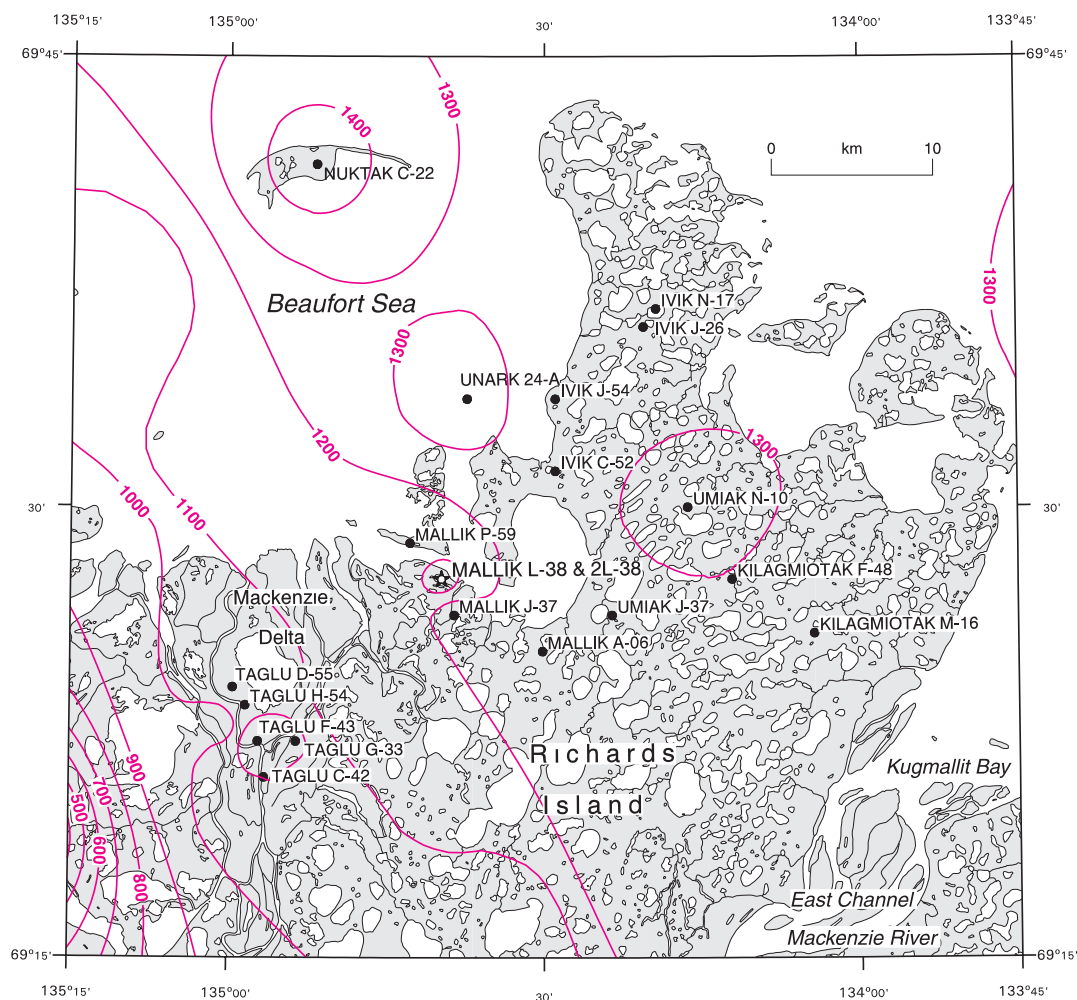 135°15' 135°00' 30' 134°00' 133°45'
69°45' 69°45'
1300
1400
NUKTAK C-22
0 km 10
1300
Beaufort Sea
IVIK N-17
IVIK J-26
1300
UNARK 24-A
IVIK J-54
1300
1200
IVIK C-52
1000
1100
UMIAK N-10
30' 30'
MALLIK P-59
MALLIK L-38 & 2L-38
KILAGMIOTAK F-48
Mackenzie
Delta
MALLIK J-37
UMIAK J-37
KILAGMIOTAK M-16
MALLIK A-06
TAGLU D-55
TAGLU H-54
TAGLU F-43
TAGLU G-33
TAGLU C-42
Richards
Island
Kugmallit Bay
900
700
500
600
800
East Channel
Mackenzie River
69°15' 69°15'
135°15' 135°00' 30' 134°00' 133°45'